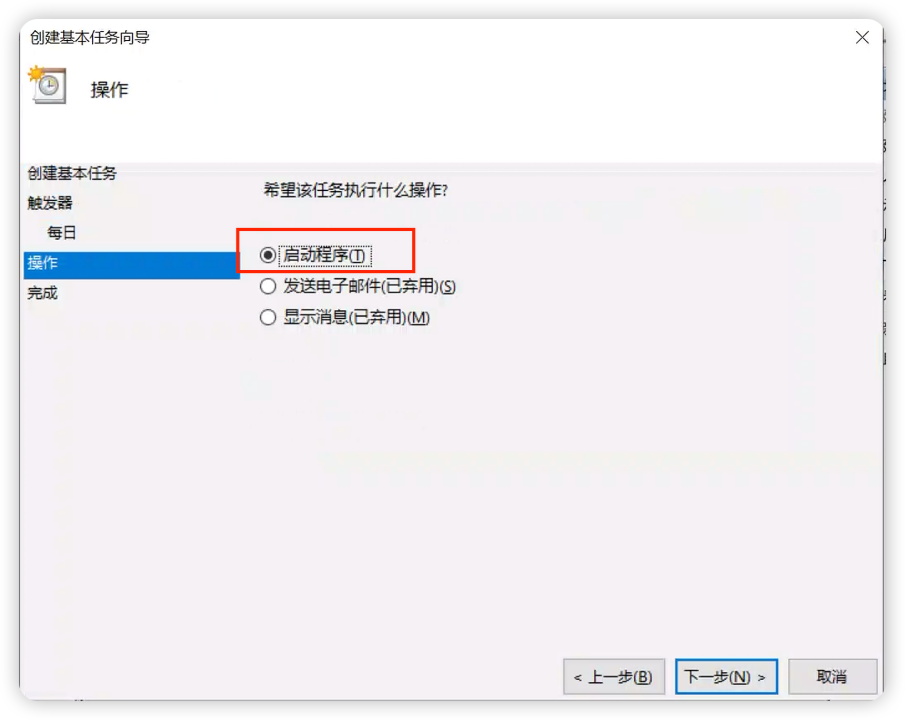 创建基本任务向导
操作
创建基本任务
触发器
每日
操作
完成
希望该任务执行什么操作?
启动程序(T)
发送电子邮件(已弃用)(S)
显示消息(已弃用)(M)
< 上一步(B)
下一步(N) >
取消